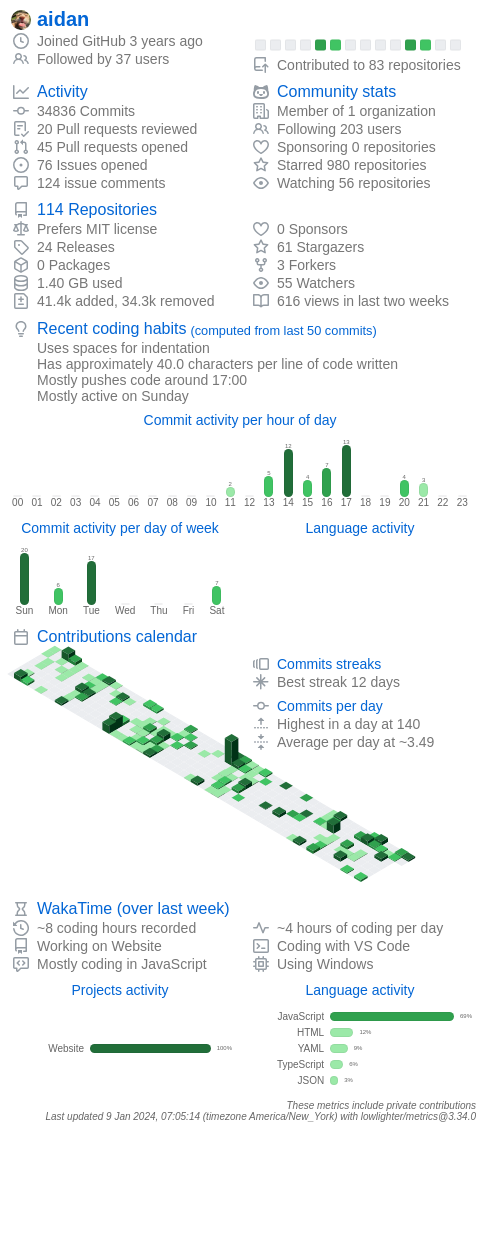 aidan
Joined GitHub 3 years ago
Followed by 37 users
Contributed to 83 repositories
Activity
34836 Commits
20 Pull requests reviewed
45 Pull requests opened
76 Issues opened
124 issue comments
Community stats
Member of 1 organization
Following 203 users
Sponsoring 0 repositories
Starred 980 repositories
Watching 56 repositories
114 Repositories
Prefers MIT license
24 Releases
0 Packages
1.40 GB used
41.4k added, 34.3k removed
0 Sponsors
61 Stargazers
3 Forkers
55 Watchers
616 views in last two weeks
Recent coding habits (computed from last 50 commits)
Uses spaces for indentation
Has approximately 40.0 characters per line of code written
Mostly pushes code around 17:00
Mostly active on Sunday
Commit activity per hour of day
2 5 12 4 7 13 4 3
00 01 02 03 04 05 06 07 08 09 10 11 12 13 14 15 16 17 18 19 20 21 22 23
Commit activity per day of week
20 6 17 7
Sun Mon Tue Wed Thu Fri Sat
Language activity
Contributions calendar
Commits streaks
Best streak 12 days
Commits per day
Highest in a day at 140
Average per day at ~3.49
WakaTime (over last week)
~8 coding hours recorded
Working on Website
Mostly coding in JavaScript
~4 hours of coding per day
Coding with VS Code
Using Windows
Projects activity
Website 100%
Language activity
JavaScript 69%
HTML 12%
YAML 9%
TypeScript 6%
JSON 3%
These metrics include private contributions
Last updated 9 Jan 2024, 07:05:14 (timezone America/New_York) with lowlighter/metrics@3.34.0